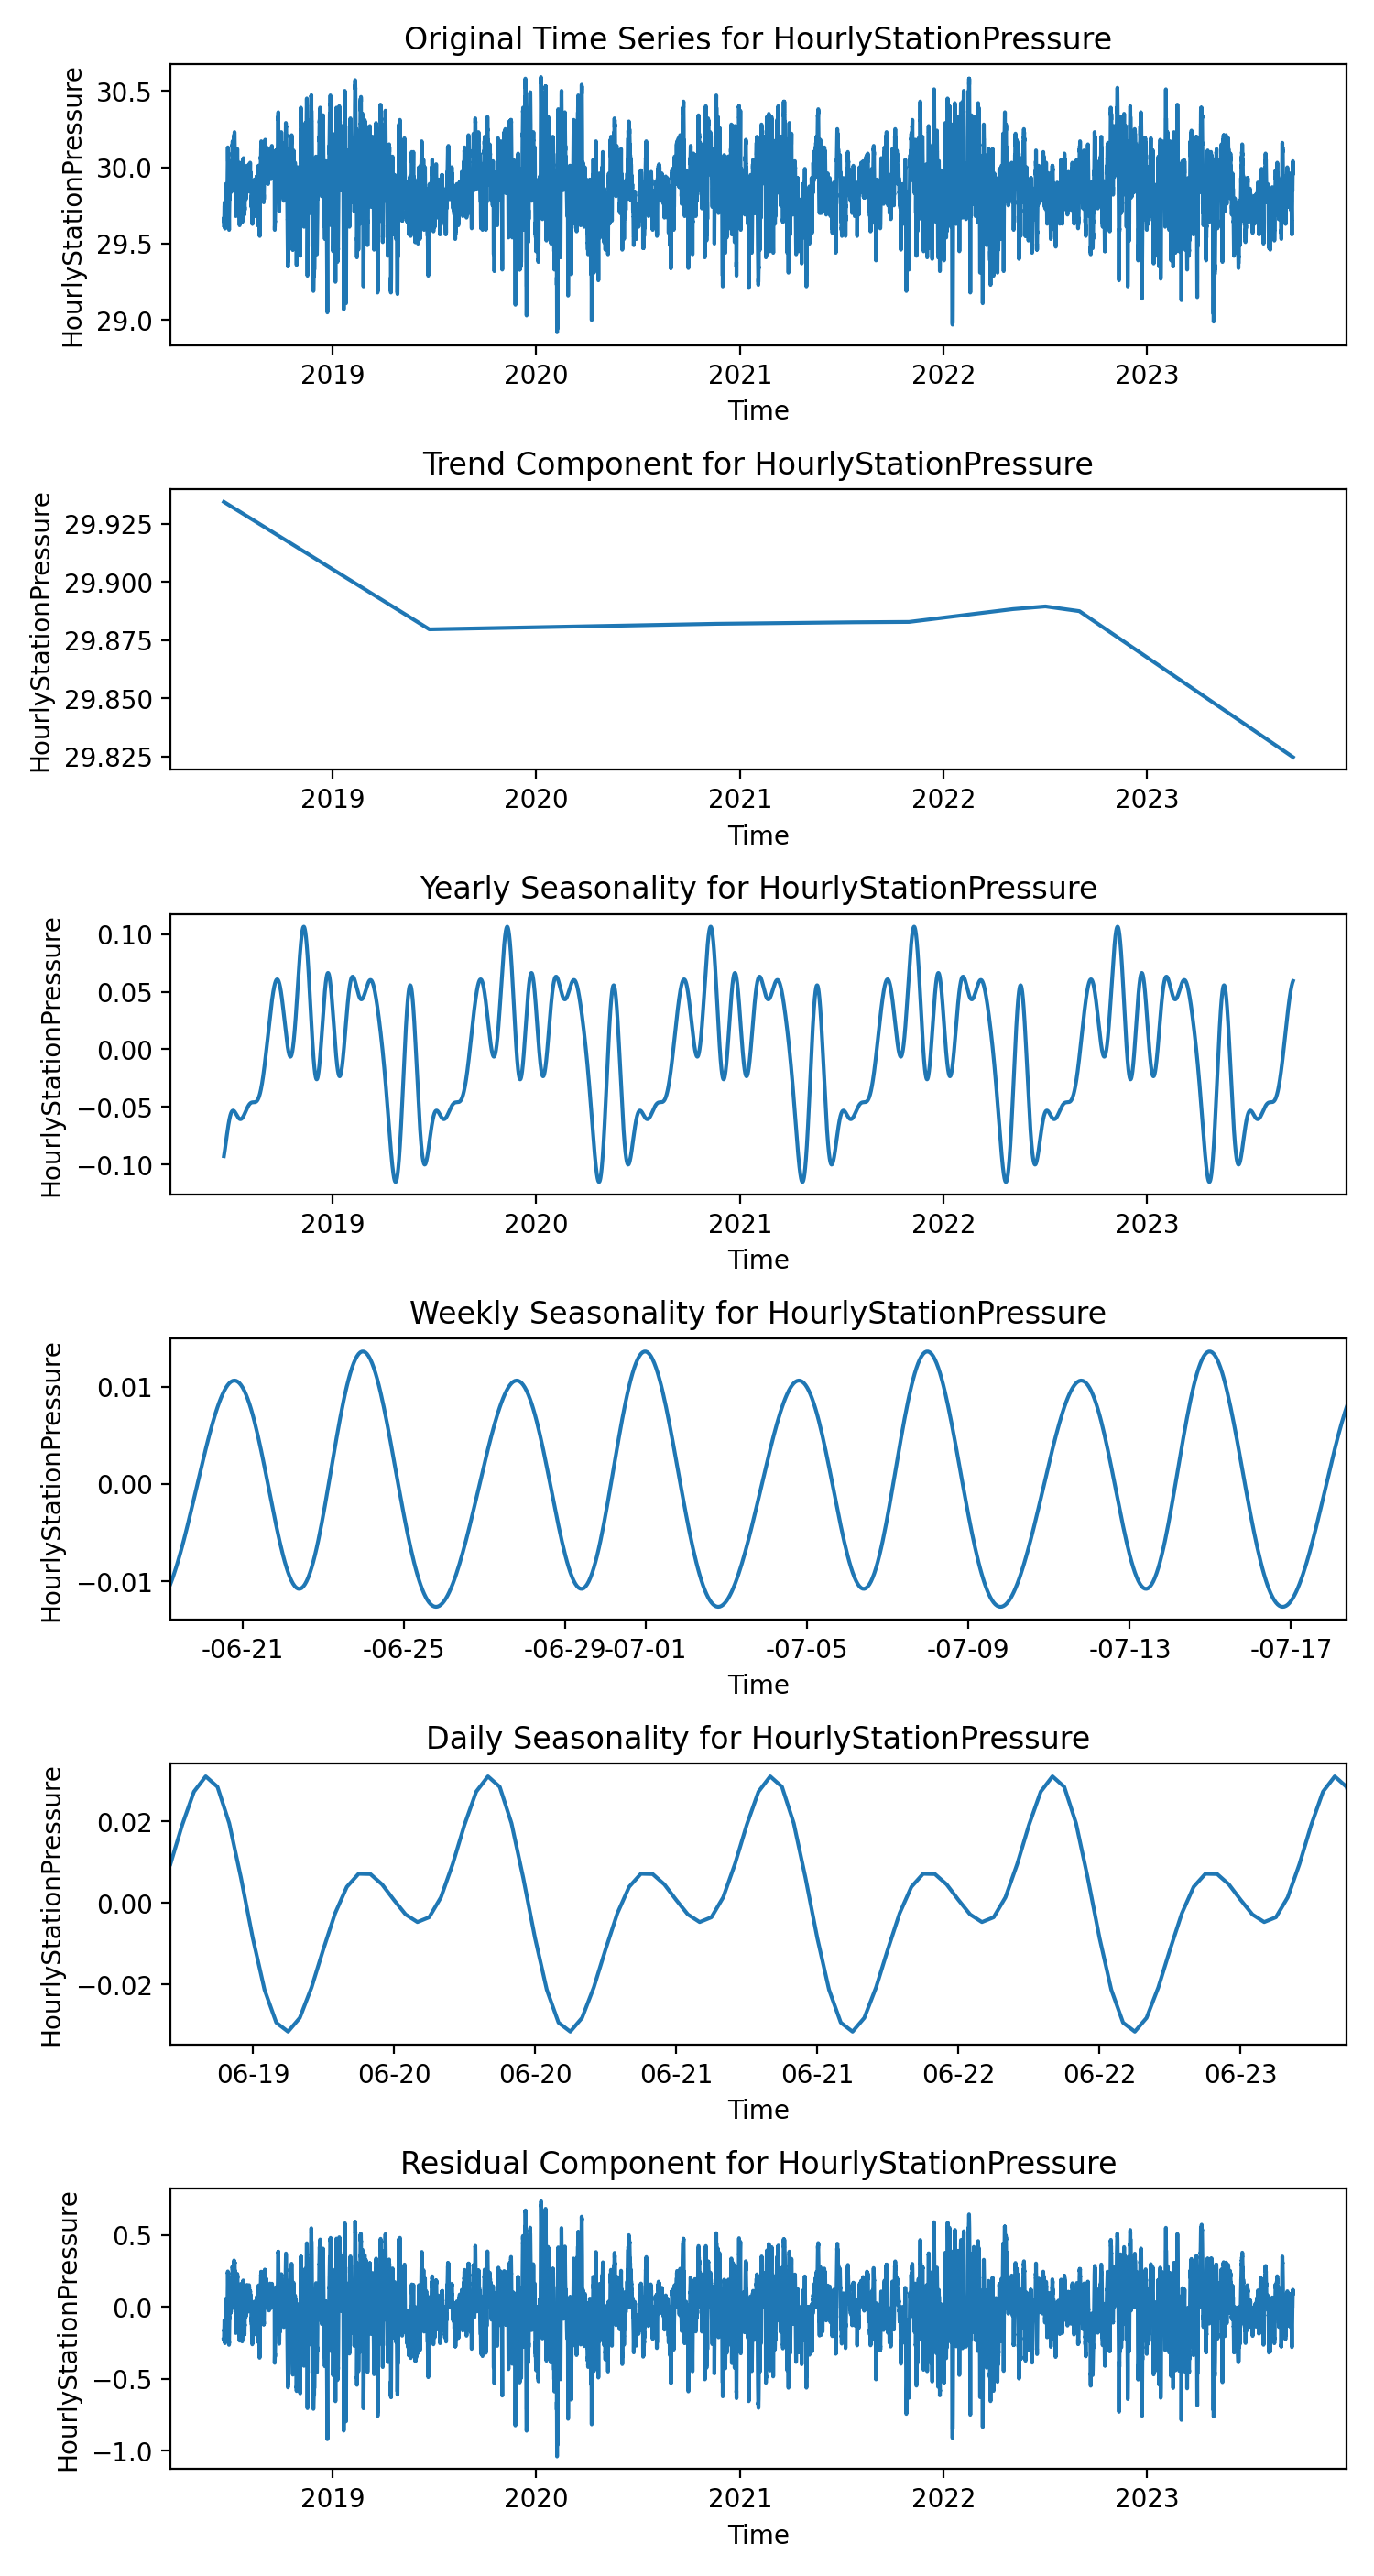 Original Time Series for HourlyStationPressure
HourlyStationPressure
30.5
30.0
29.5
29.0
2019 2020 2021 2022 2023
Time
Trend Component for HourlyStationPressure
HourlyStationPressure
29.925
29.900
29.875
29.850
29.825
2019 2020 2021 2022 2023
Time
Yearly Seasonality for HourlyStationPressure
HourlyStationPressure
0.10
0.05
0.00
−0.05
−0.10
2019 2020 2021 2022 2023
Time
Weekly Seasonality for HourlyStationPressure
HourlyStationPressure
0.01
0.00
−0.01
-06-21 -06-25 -06-29 -07-01 -07-05 -07-09 -07-13 -07-17
Time
Daily Seasonality for HourlyStationPressure
HourlyStationPressure
0.02
0.00
−0.02
06-19 06-20 06-20 06-21 06-21 06-22 06-22 06-23
Time
Residual Component for HourlyStationPressure
HourlyStationPressure
0.5
0.0
−0.5
−1.0
2019 2020 2021 2022 2023
Time